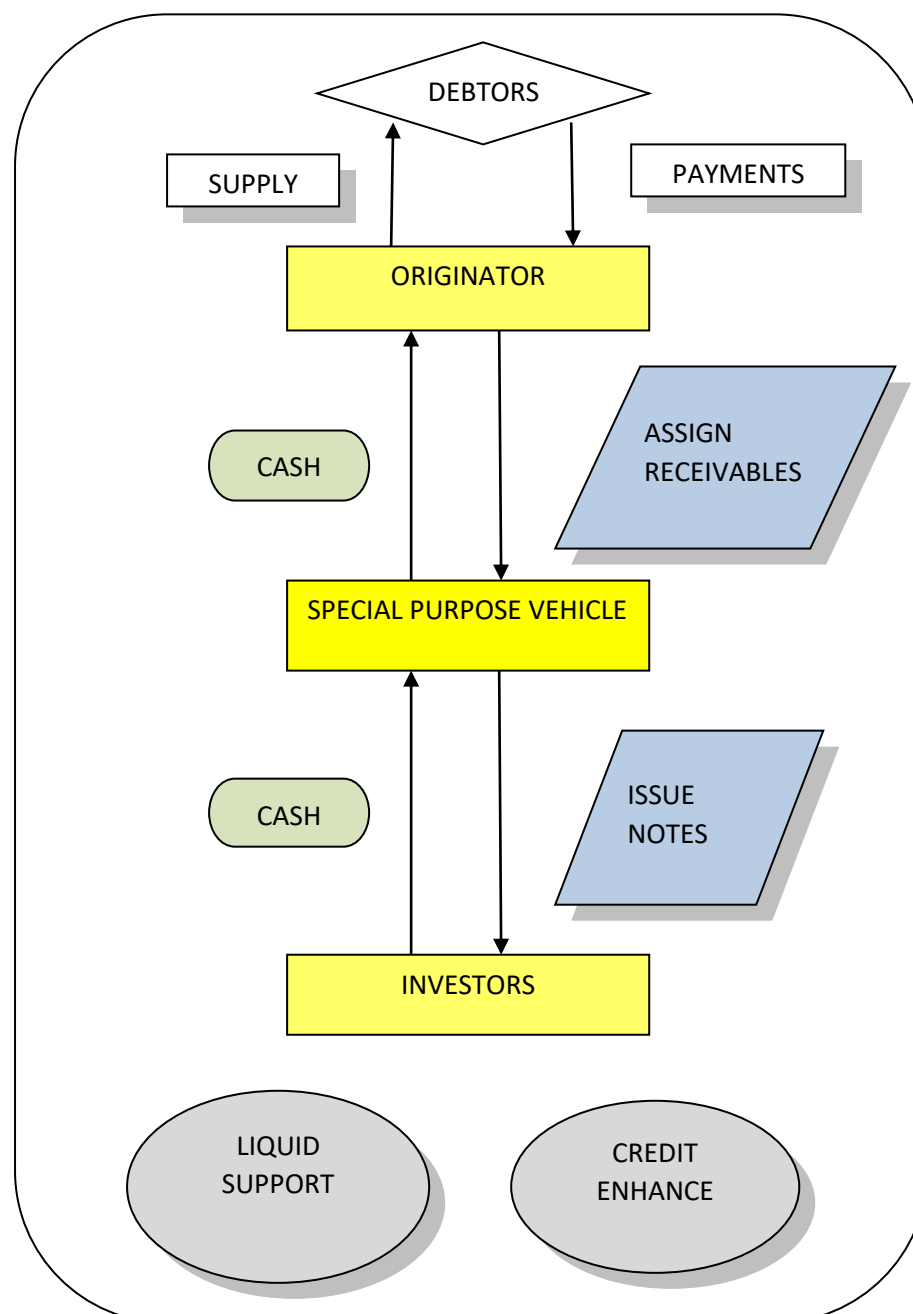 DEBTORS
SUPPLY
PAYMENTS
ORIGINATOR
CASH
ASSIGN
RECEIVABLES
SPECIAL PURPOSE VEHICLE
CASH
ISSUE
NOTES
INVESTORS
LIQUID
SUPPORT
CREDIT
ENHANCE